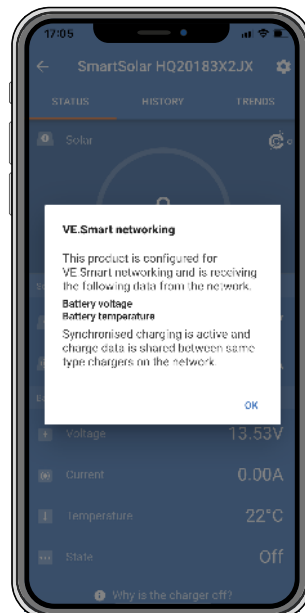 17:05
SmartSolar HQ20183X2JX
STATUS HISTORY TRENDS
Solar
VE.Smart networking
This product is configured for
VE Smart networking and is receiving
the following data from the network.
Battery voltage
Battery temperature
Synchronised charging is active and
charge data is shared between same
type chargers on the network.
OK
Voltage 13.53V
Current 0.00A
Temperature 22°C
State Off
Why is the charger off?